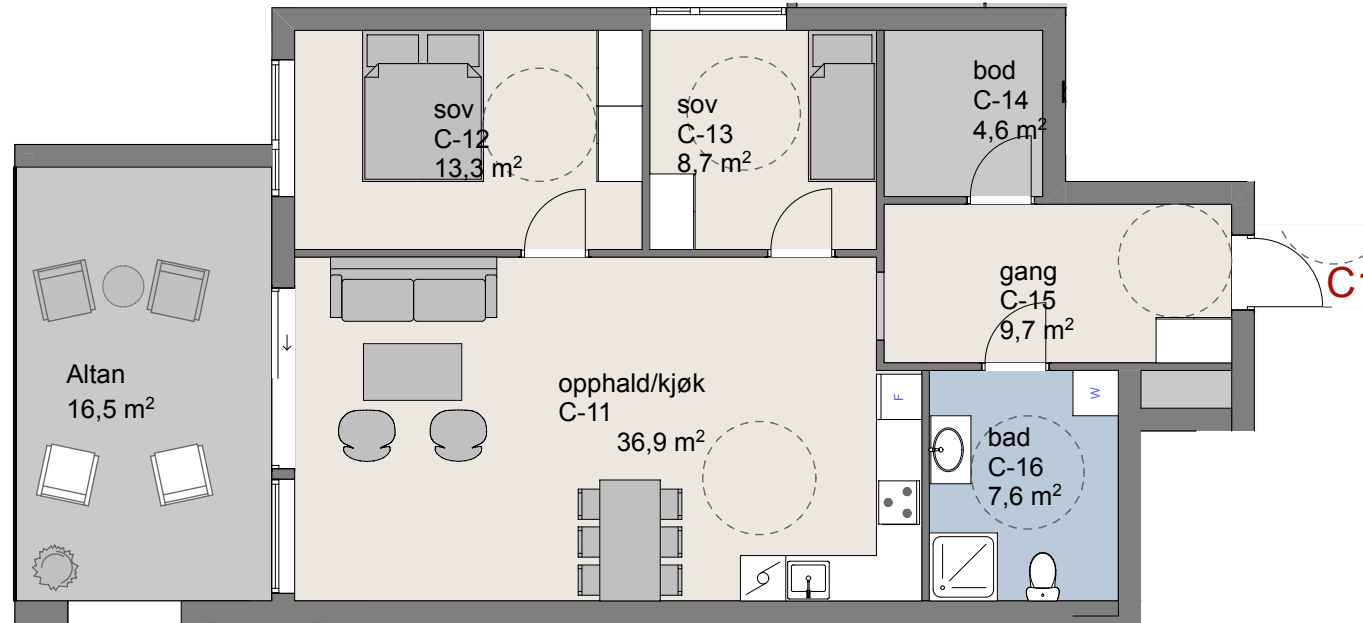 sov
C-12
13,3 m²
sov
C-13
8,7 m²
bod
C-14
4,6 m²
gang
C-15
9,7 m²
C1
Altan
16,5 m²
opphald/kjøk
C-11
36,9 m²
F
W
bad
C-16
7,6 m²